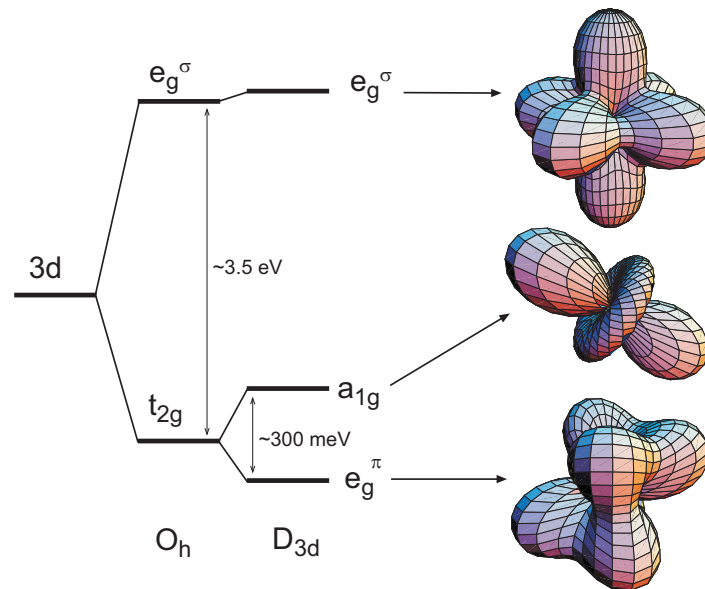 e_g^σ
e_g^σ
3d
~3.5 eV
t_2g
a_1g
~300 meV
e_g^π
O_h
D_3d